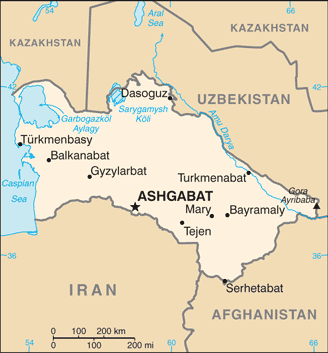 Aral
Sea
KAZAKHSTAN
KAZAKHSTAN
42
42
Dasoguz
UZBEKISTAN
Garbogazköl
Aylagy
Sarygamysh
Köli
Amu Darya
Türkmenbasy
Balkanabat
Gyzylarbat
Turkmenabat
Gora
Ayribaba
Caspian
Sea
ASHGABAT
Mary
Bayramaly
Tejen
36
36
Serhetabat
IRAN
AFGHANISTAN
0
100
200 km
0
100
200 mi
54
60
66